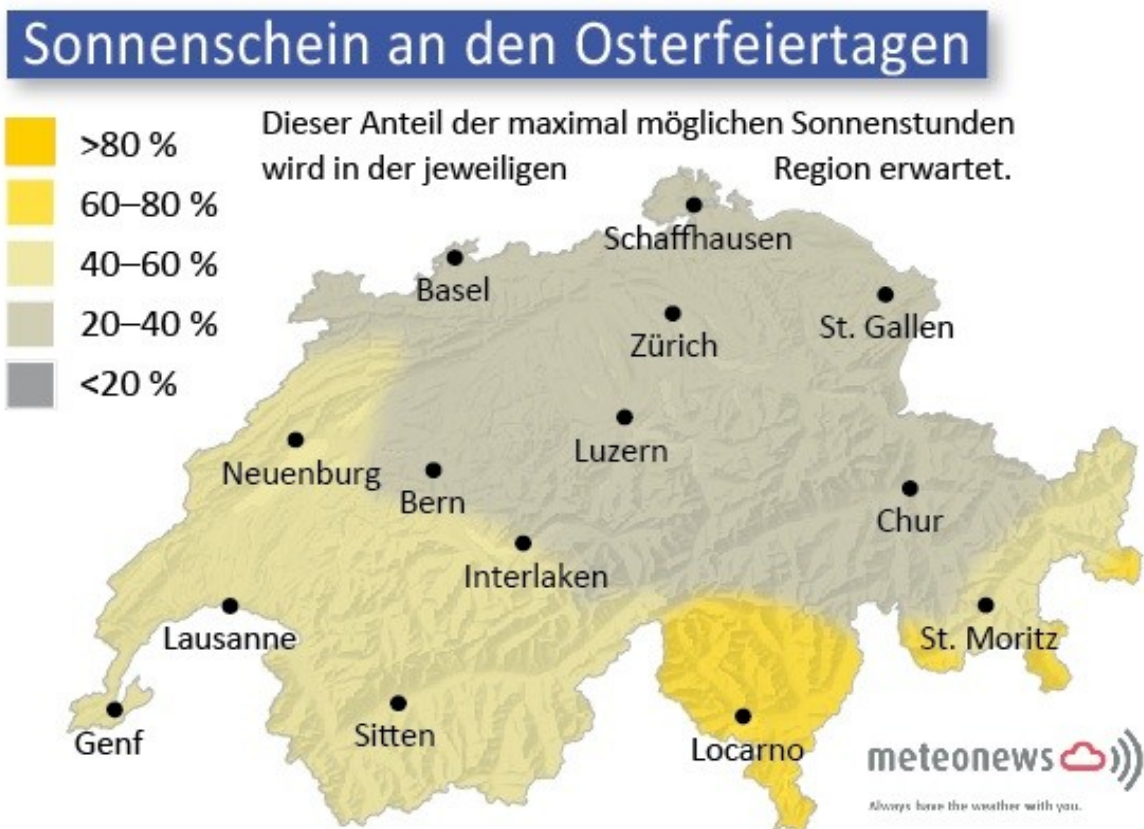 Sonnenschein an den Osterfeiertagen
Dieser Anteil der maximal möglichen Sonnenstunden
wird in der jeweiligen Region erwartet.
>80 %
60–80 %
40–60 %
20–40 %
<20 %
Schaffhausen
Basel
St. Gallen
Zürich
Luzern
Neuenburg
Bern
Chur
Interlaken
Lausanne
St. Moritz
Sitten
Genf
Locarno
meteonews
Always have the weather with you.